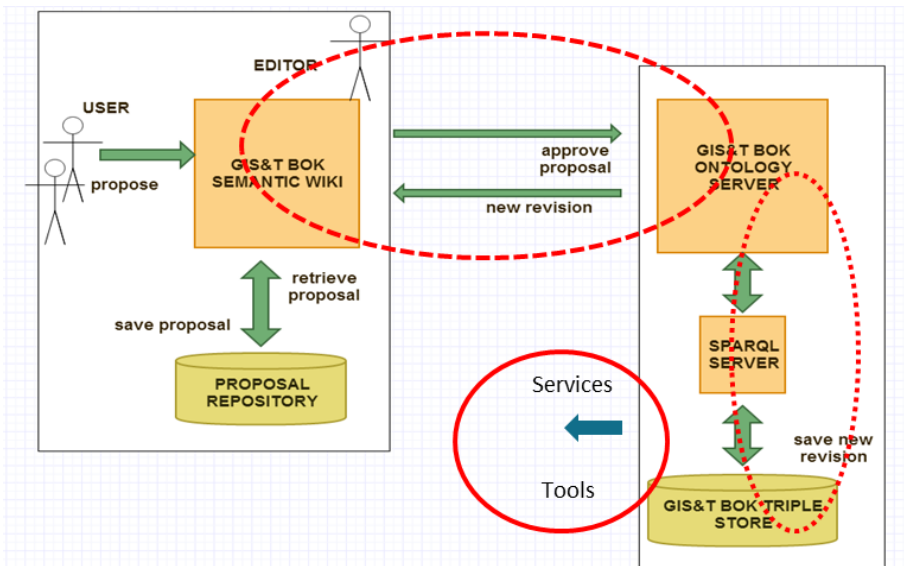 EDITOR
USER
propose
GIS&T BOK
SEMANTIC WIKI
approve
proposal
new revision
GIS&T BOK
ONTOLOGY
SERVER
retrieve
proposal
save proposal
PROPOSAL
REPOSITORY
SPARQL
SERVER
Services
Tools
save new
revision
GIS&T BOK TRIPLE
STORE